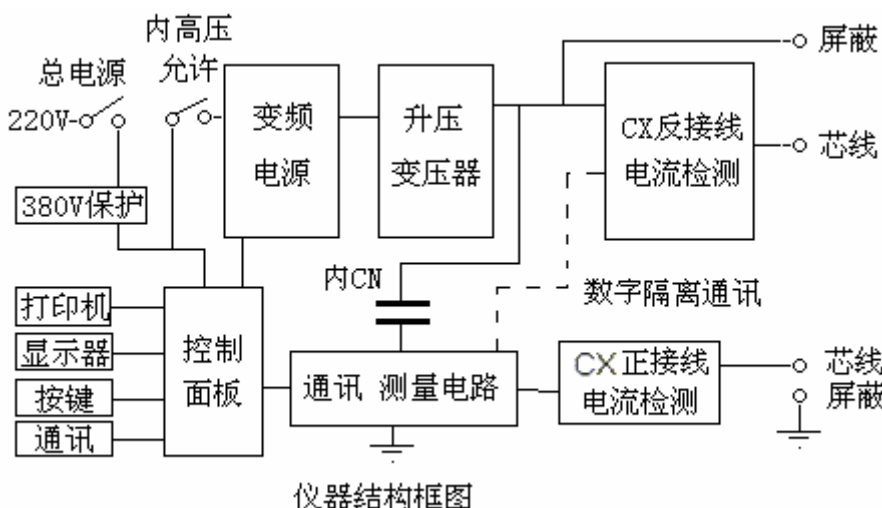 内高压
允许
总电源
220V
380V保护
变频
电源
升压
变压器
CX反接线
电流检测
屏蔽
芯线
内CN
数字隔离通讯
打印机
显示器
按键
通讯
控制
面板
通讯 测量电路
CX正接线
电流检测
芯线
屏蔽
仪器结构框图